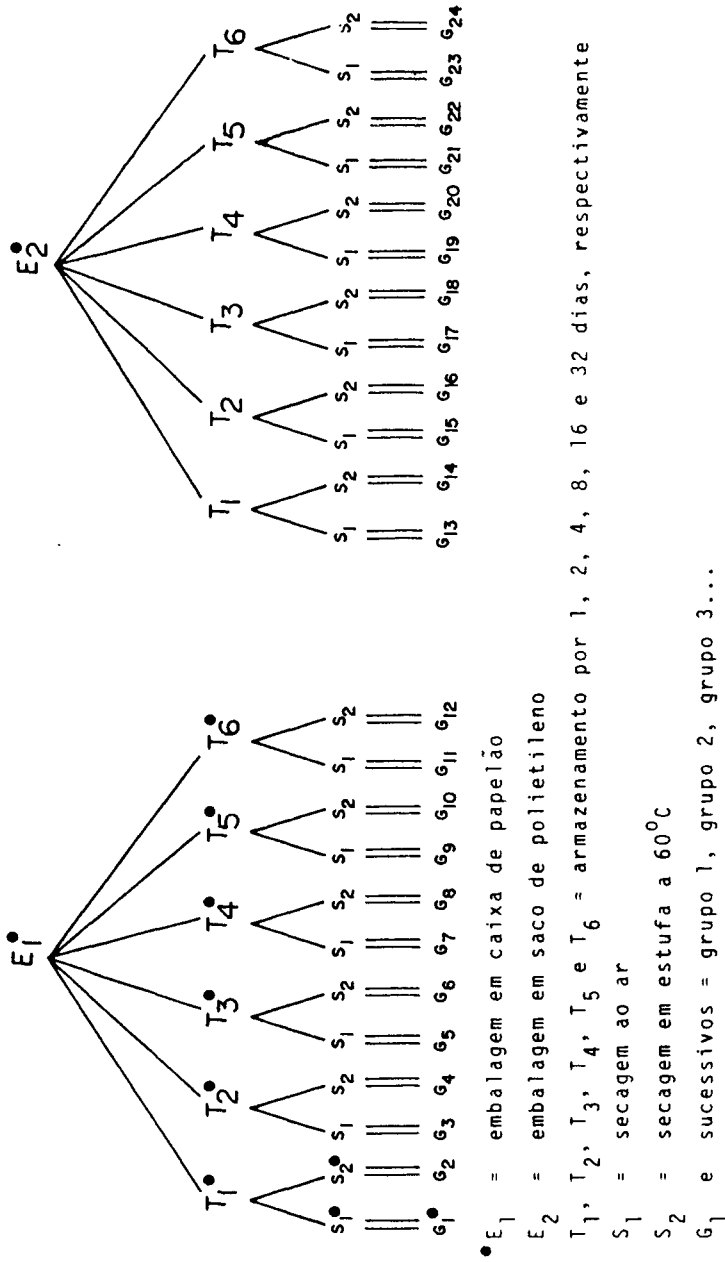 E1• E2•
T1• T2• T3• T4• T5• T6• T1 T2 T3 T4 T5 T6
S1• S2• S1 S2 S1 S2 S1 S2 S1 S2 S1 S2 S1 S2 S1 S2 S1 S2 S1 S2 S1 S2 S1 S2
G1• G2 G3 G4 G5 G6 G7 G8 G9 G10 G11 G12 G13 G14 G15 G16 G17 G18 G19 G20 G21 G22 G23 G24
•E1 = embalagem em caixa de papelão
E2 = embalagem em saco de polietileno
T1, T2, T3, T4, T5 e T6 = armazenamento por 1, 2, 4, 8, 16 e 32 dias, respectivamente
S1 = secagem ao ar
S2 = secagem em estufa a 60°C
G1 e sucessivos = grupo 1, grupo 2, grupo 3...